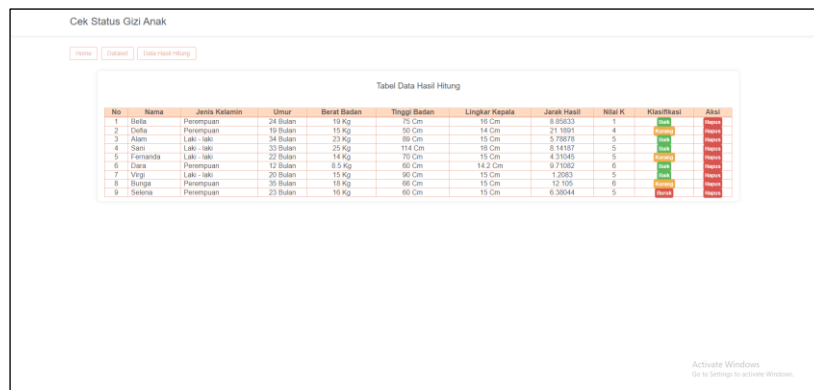 Cek Status Gizi Anak
Home Dataset Data Hasil Hitung
Tabel Data Hasil Hitung
No Nama Jenis Kelamin Umur Berat Badan Tinggi Badan Lingkar Kepala Jarak Hasil Nilai K Klasifikasi Aksi
1 Bella Perempuan 24 Bulan 19 Kg 75 Cm 16 Cm 8.85833 1 Baik Hapus
2 Defia Perempuan 19 Bulan 15 Kg 50 Cm 14 Cm 21.1891 4 Kurang Hapus
3 Alam Laki - laki 34 Bulan 23 Kg 89 Cm 15 Cm 5.78878 5 Baik Hapus
4 Sani Laki - laki 33 Bulan 25 Kg 114 Cm 16 Cm 8.14187 5 Baik Hapus
5 Fernanda Laki - laki 22 Bulan 14 Kg 70 Cm 15 Cm 4.31045 5 Kurang Hapus
6 Dara Perempuan 12 Bulan 8.5 Kg 60 Cm 14.2 Cm 9.71082 6 Baik Hapus
7 Virgi Laki - laki 20 Bulan 15 Kg 90 Cm 15 Cm 1.2083 5 Baik Hapus
8 Bunga Perempuan 35 Bulan 18 Kg 66 Cm 15 Cm 12.105 6 Kurang Hapus
9 Selena Perempuan 23 Bulan 16 Kg 60 Cm 15 Cm 6.38044 5 Buruk Hapus
Activate Windows
Go to Settings to activate Windows.